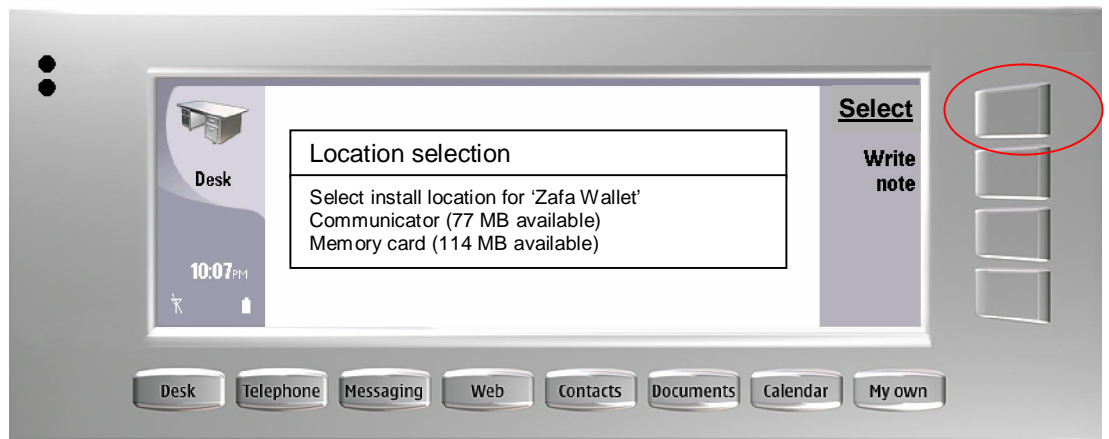 Select
Write
note
Desk
10:07PM
Location selection
Select install location for ‘Zafa Wallet’
Communicator (77 MB available)
Memory card (114 MB available)
Desk
Telephone
Messaging
Web
Contacts
Documents
Calendar
My own